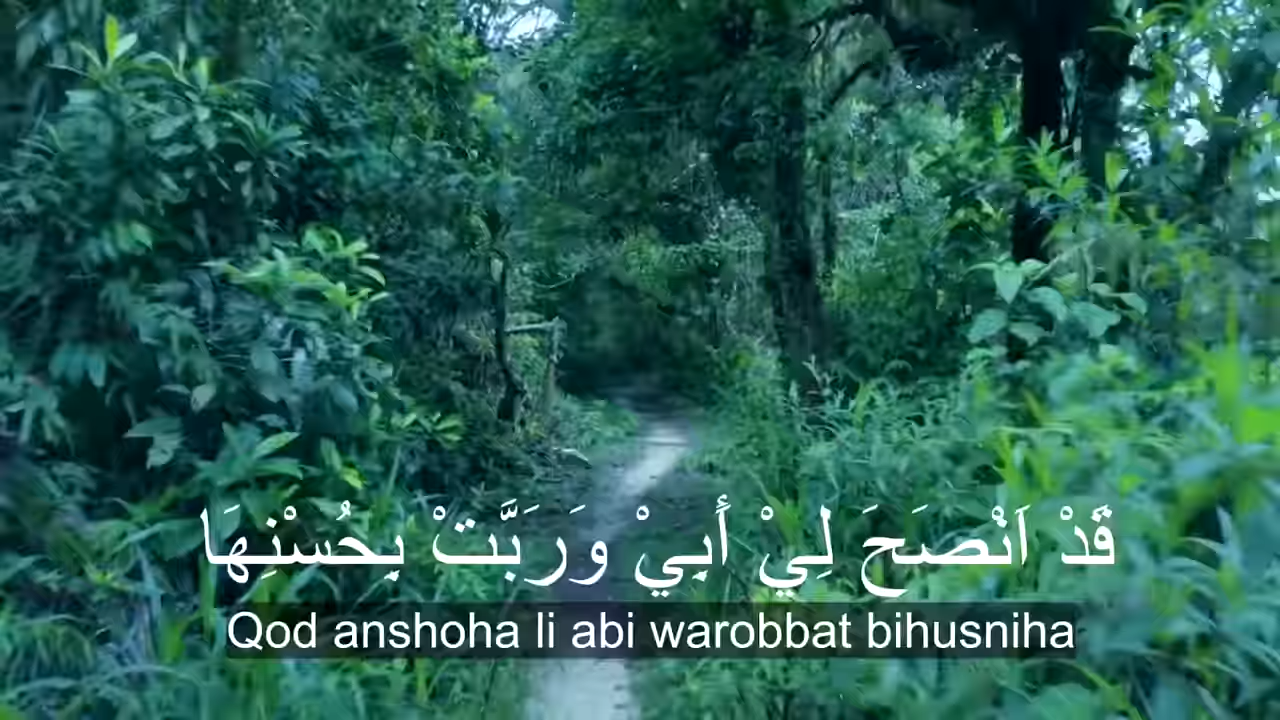 قَدْ اَنْصَحَ لِيْ أَبِيْ وَرَبَّتْ بِحُسْنِهَا
Qod anshoha li abi warobbat bihusniha